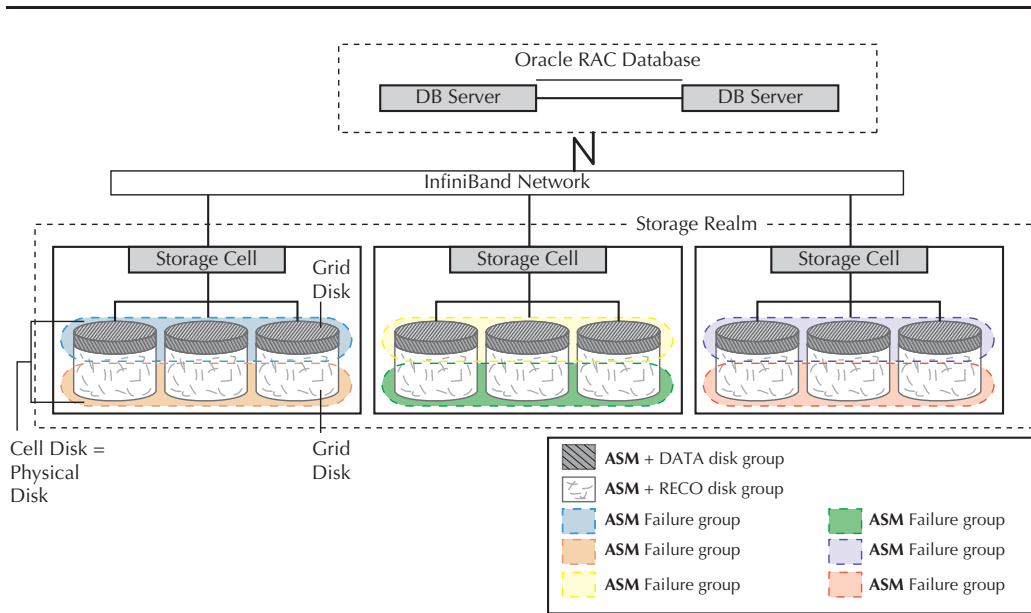 Oracle RAC Database
DB Server
DB Server
InfiniBand Network
Storage Realm
Storage Cell
Storage Cell
Storage Cell
Grid
Disk
Cell Disk =
Physical
Disk
Grid
Disk
ASM + DATA disk group
ASM + RECO disk group
ASM Failure group
ASM Failure group
ASM Failure group
ASM Failure group
ASM Failure group
ASM Failure group